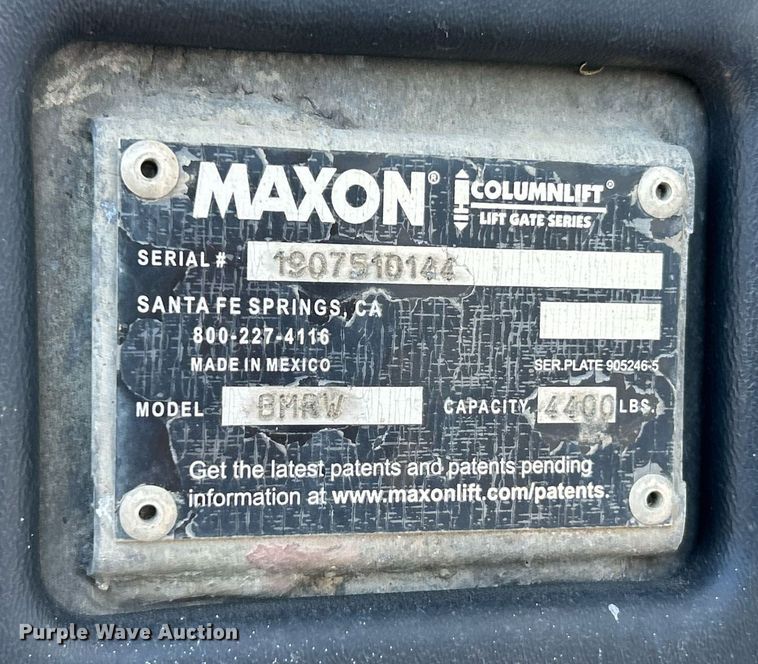 MAXON®
COLUMNLIFT®
LIFT GATE SERIES
SERIAL # 1907510144
SANTA FE SPRINGS, CA
800-227-4116
MADE IN MEXICO
SER.PLATE 905246-5
MODEL BMRW
CAPACITY 4400 LBS.
Get the latest patents and patents pending
information at www.maxonlift.com/patents.
Purple Wave Auction